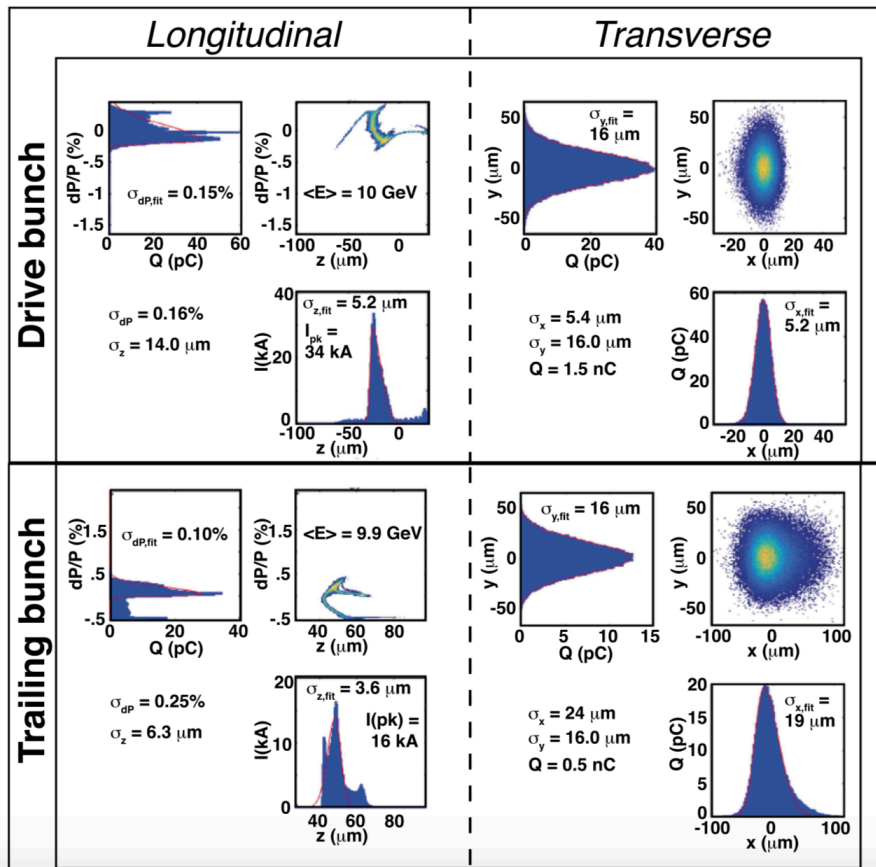 Longitudinal
Transverse
Drive bunch
dP/P (%)
0
-.5
-1
-1.5
σdP,fit = 0.15%
0 20 40 60
Q (pC)
dP/P (%)
0
-.5
-1
-1.5
<E> = 10 GeV
-100 -50 0
z (μm)
σdP = 0.16%
σz = 14.0 μm
I(kA)
40
20
0
σz,fit = 5.2 μm
Ipk =
34 kA
-100 -50 0
z (μm)
y (μm)
50
0
-50
σy,fit =
16 μm
0 20 40
Q (pC)
y (μm)
50
0
-50
-20 0 20 40
x (μm)
σx = 5.4 μm
σy = 16.0 μm
Q = 1.5 nC
Q (pC)
60
40
20
0
σx,fit =
5.2 μm
-20 0 20 40
x (μm)
Trailing bunch
dP/P (%)
1.5
.5
-.5
σdP,fit = 0.10%
0 20 40
Q (pC)
dP/P (%)
1.5
.5
-.5
<E> = 9.9 GeV
40 60 80
z (μm)
σdP = 0.25%
σz = 6.3 μm
I(kA)
20
10
0
σz,fit = 3.6 μm
I(pk) =
16 kA
40 60 80
z (μm)
y (μm)
50
0
-50
σy,fit = 16 μm
0 5 10 15
Q (pC)
y (μm)
50
0
-50
-100 0 100
x (μm)
σx = 24 μm
σy = 16.0 μm
Q = 0.5 nC
Q (pC)
20
15
10
5
0
σx,fit =
19 μm
-100 0 100
x (μm)